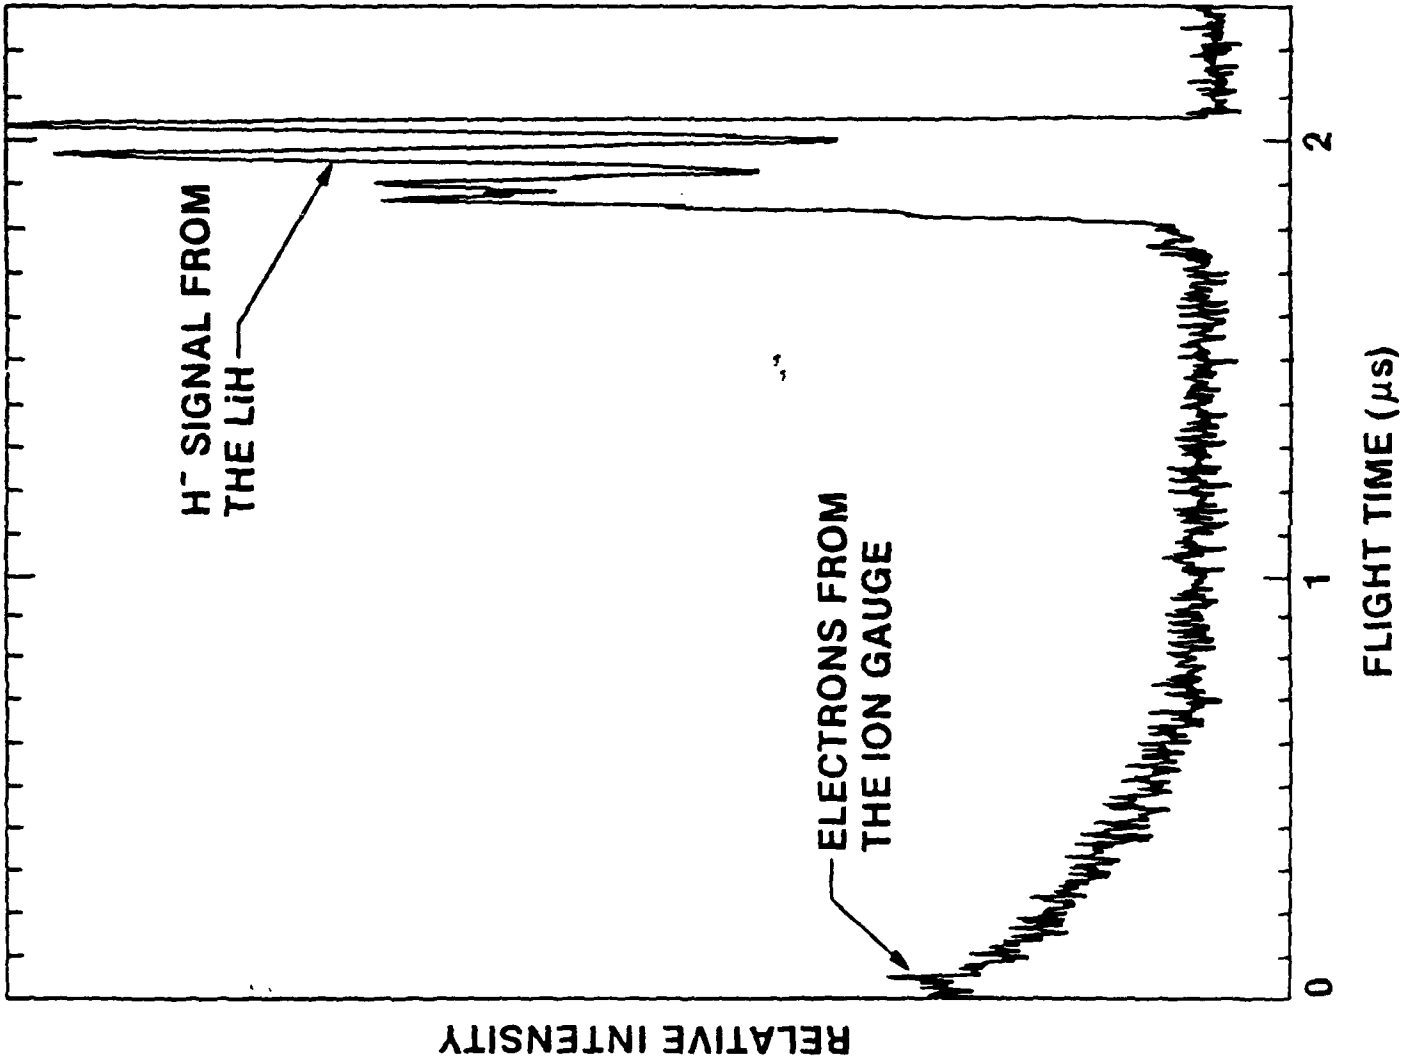 H⁻ SIGNAL FROM
THE LiH
ELECTRONS FROM
THE ION GAUGE
RELATIVE INTENSITY
0
1
2
FLIGHT TIME (μs)